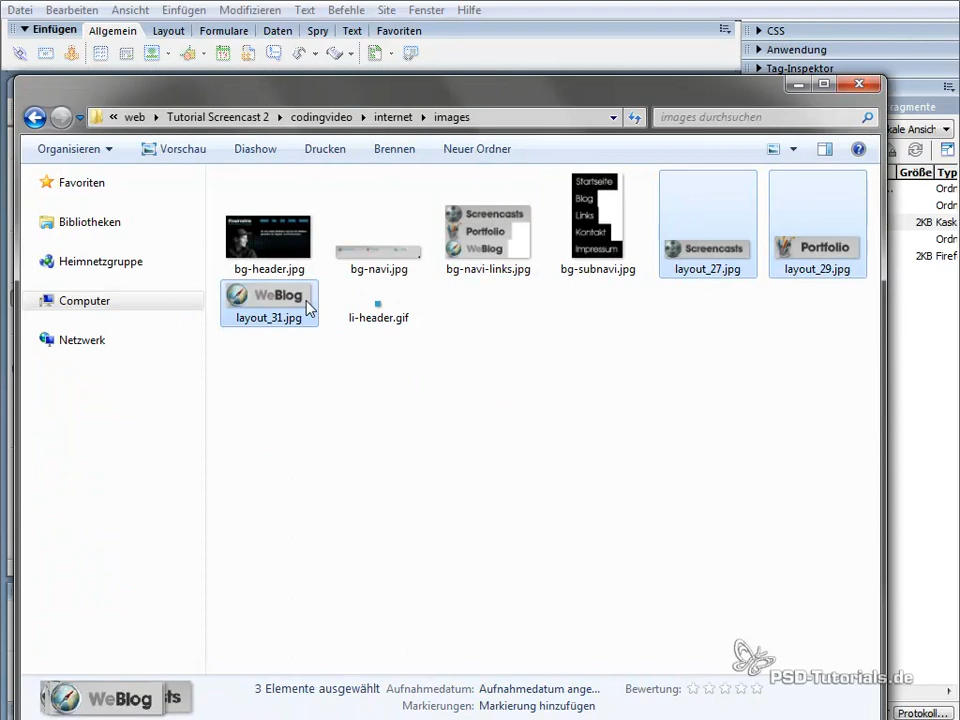 Datei Bearbeiten Ansicht Einfügen Modifizieren Text Befehle Site Fenster Hilfe
Einfügen Allgemein Layout Formulare Daten Spry Text Favoriten
CSS
Anwendung
Tag-Inspektor
web Tutorial Screencast 2 codingvideo internet images
images durchsuchen
Organisieren Vorschau Diashow Drucken Brennen Neuer Ordner
Größe Typ
Ordn
2KB Kask
Ordn
2KB Firef
Favoriten
Bibliotheken
Heimnetzgruppe
Computer
Netzwerk
Screencasts
Portfolio
WeBlog
Startseite
Blog
Links
Kontakt
Impressum
Screencasts
Portfolio
bg-header.jpg bg-navi.jpg bg-navi-links.jpg bg-subnavi.jpg layout_27.jpg layout_29.jpg
WeBlog
layout_31.jpg li-header.gif
PSD-Tutorials.de
WeBlog sts
3 Elemente ausgewählt Aufnahmedatum: Aufnahmedatum ange... Bewertung:
Markierungen: Markierung hinzufügen
Protokoll...